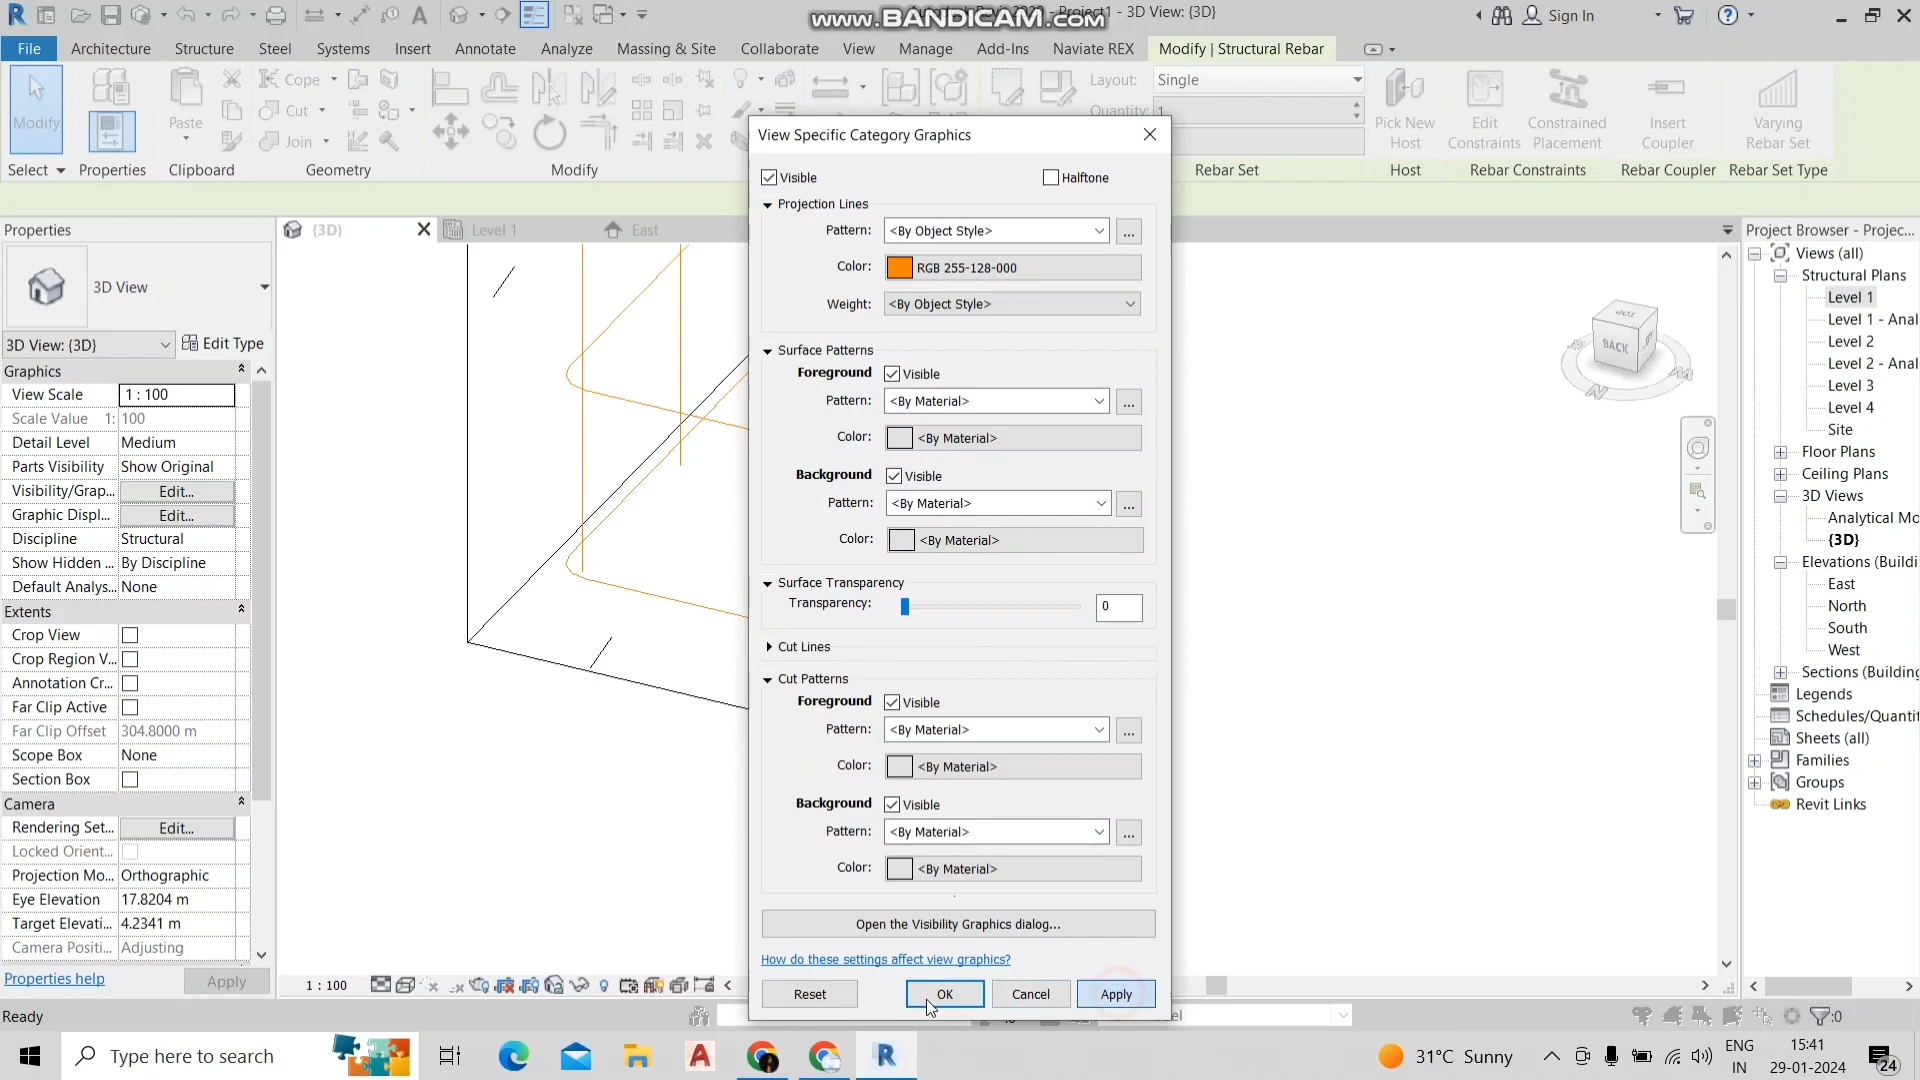 www.BANDICAM.com
Project1 - 3D View: {3D}
Sign In
File Architecture Structure Steel Systems Insert Annotate Analyze Massing & Site Collaborate View Manage Add-Ins Naviate REX Modify | Structural Rebar
Modify
Paste
Cope
Cut
Join
Layout: Single
Quantity: 1
Pick New Host
Edit Constraints
Constrained Placement
Insert Coupler
Varying Rebar Set
Select Properties Clipboard Geometry Modify Rebar Set Host Rebar Constraints Rebar Coupler Rebar Set Type
Properties
3D View
3D View: {3D} Edit Type
Graphics
View Scale 1 : 100
Scale Value 1: 100
Detail Level Medium
Parts Visibility Show Original
Visibility/Grap... Edit...
Graphic Displ... Edit...
Discipline Structural
Show Hidden ... By Discipline
Default Analys... None
Extents
Crop View
Crop Region V...
Annotation Cr...
Far Clip Active
Far Clip Offset 304.8000 m
Scope Box None
Section Box
Camera
Rendering Set... Edit...
Locked Orient...
Projection Mo... Orthographic
Eye Elevation 17.8204 m
Target Elevati... 4.2341 m
Camera Positi... Adjusting
Properties help Apply
{3D} Level 1 East
View Specific Category Graphics
Visible Halftone
Projection Lines
Pattern: <By Object Style> ...
Color: RGB 255-128-000
Weight: <By Object Style>
Surface Patterns
Foreground Visible
Pattern: <By Material> ...
Color: <By Material>
Background Visible
Pattern: <By Material> ...
Color: <By Material>
Surface Transparency
Transparency: 0
Cut Lines
Cut Patterns
Foreground Visible
Pattern: <By Material> ...
Color: <By Material>
Background Visible
Pattern: <By Material> ...
Color: <By Material>
Open the Visibility Graphics dialog...
How do these settings affect view graphics?
Reset OK Cancel Apply
TOP
BACK
Project Browser - Projec...
Views (all)
Structural Plans
Level 1
Level 1 - Anal
Level 2
Level 2 - Anal
Level 3
Level 4
Site
Floor Plans
Ceiling Plans
3D Views
Analytical Mo
{3D}
Elevations (Buildi
East
North
South
West
Sections (Building
Legends
Schedules/Quantit
Sheets (all)
Families
Groups
Revit Links
1 : 100
Ready
:0
Type here to search
31°C Sunny
ENG
IN
15:41
29-01-2024
24